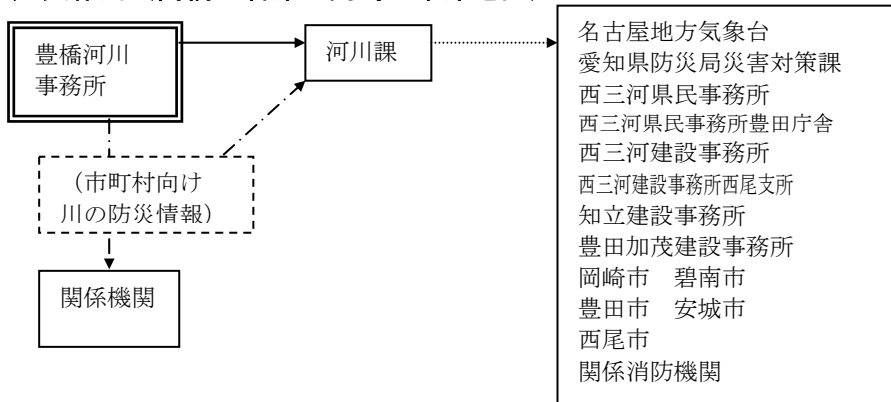 豊橋河川
事務所
河川課
（市町村向け
川の防災情報）
関係機関
名古屋地方気象台
愛知県防災局災害対策課
西三河県民事務所
西三河県民事務所豊田庁舎
西三河建設事務所
西三河建設事務所西尾支所
知立建設事務所
豊田加茂建設事務所
岡崎市　碧南市
豊田市　安城市
西尾市
関係消防機関